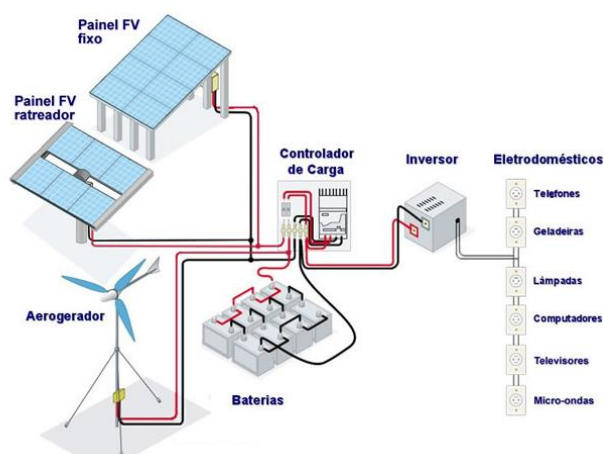 Painel FV
fixo
Painel FV
ratreador
Controlador
de Carga
Inversor
Eletrodomésticos
Telefones
Geladeiras
Lâmpadas
Computadores
Televisores
Micro-ondas
Aerogerador
Baterias